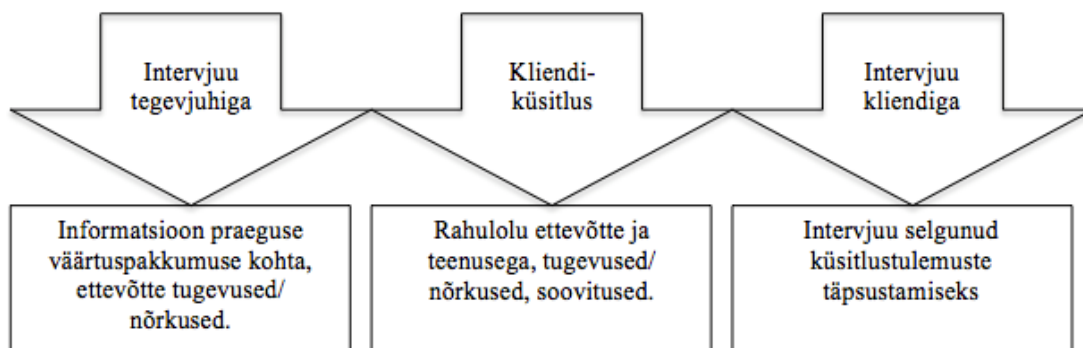 Intervjuu
tegevjuhiga
Kliendi-
küsitlus
Intervjuu
kliendiga
Informatsioon praeguse
väärtuspakkumuse kohta,
ettevõtte tugevused/
nõrkused.
Rahulolu ettevõtte ja
teenusega, tugevused/
nõrkused, soovitused.
Intervjuu selgunud
küsitlustulemuste
täpsustamiseks